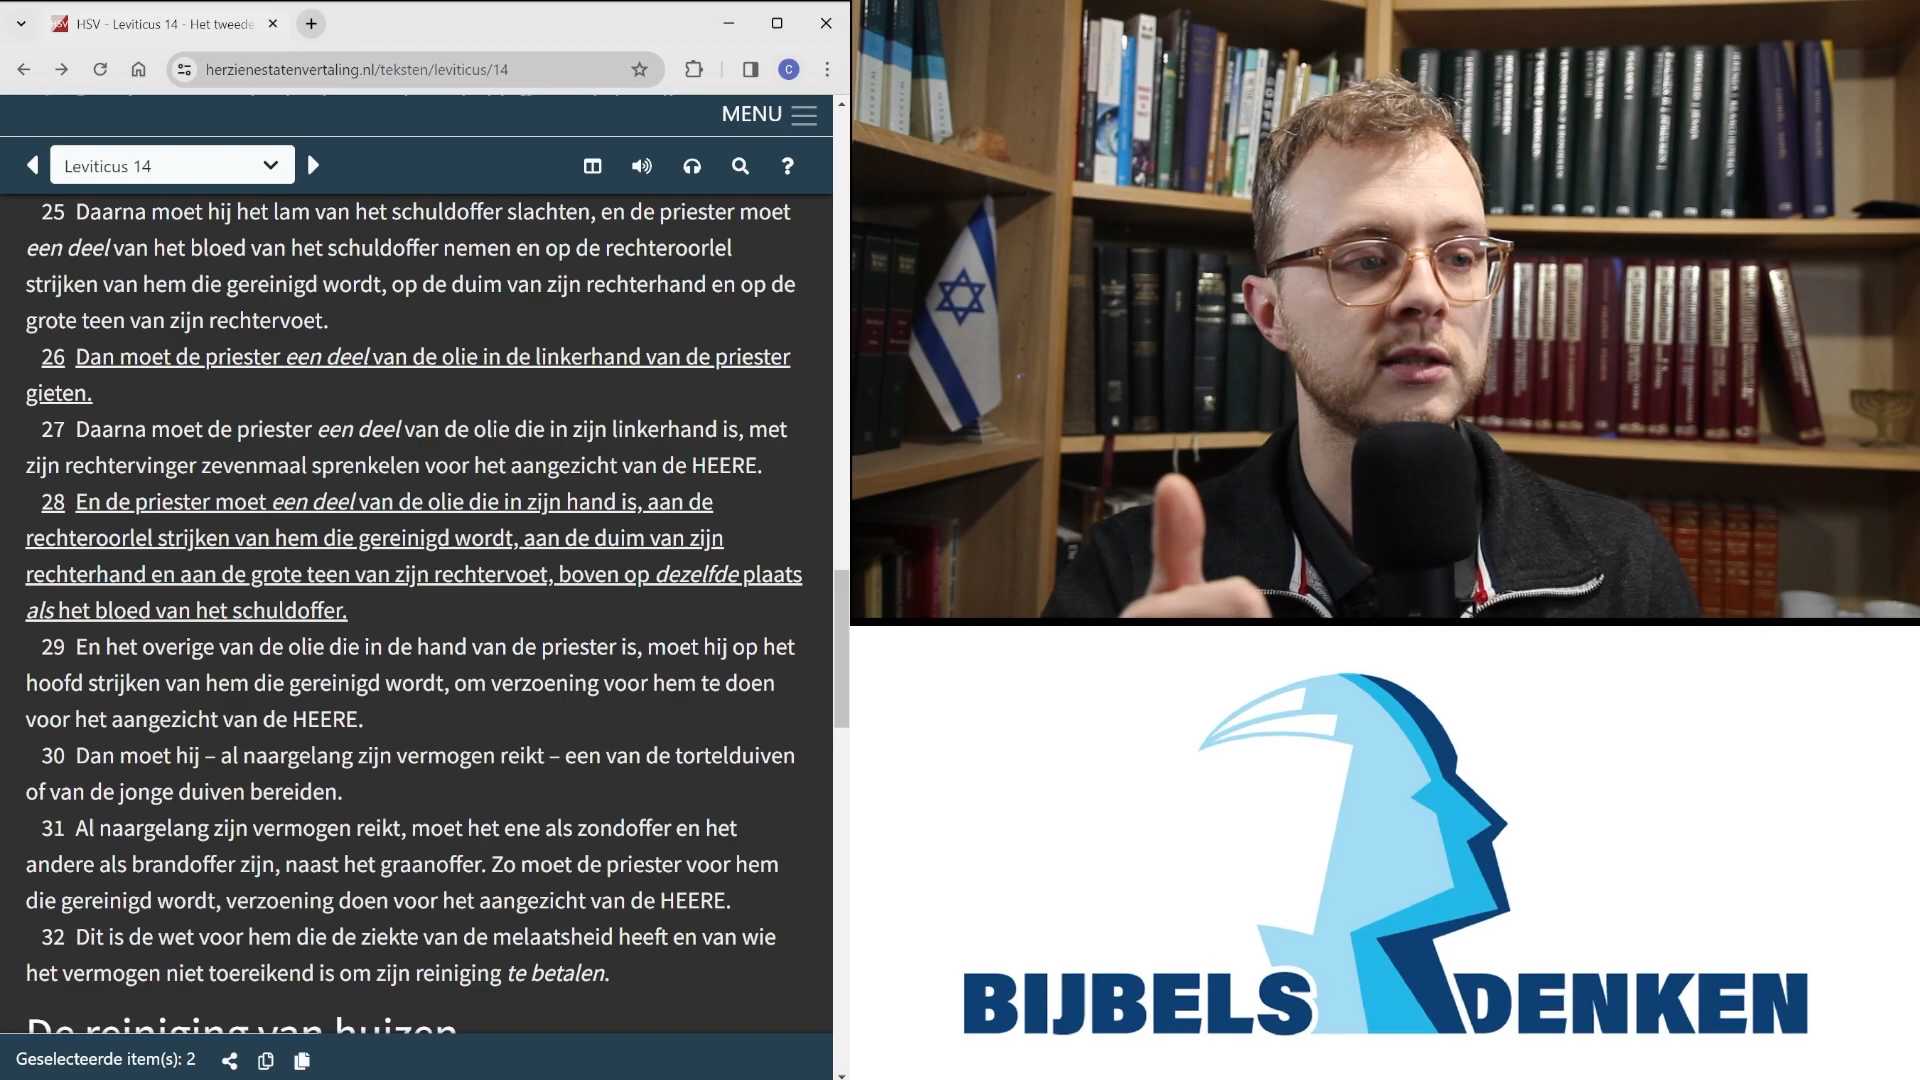 HSV - Leviticus 14 - Het tweede
herzienestatenvertaling.nl/teksten/leviticus/14
C
MENU
Leviticus 14
25 Daarna moet hij het lam van het schuldoffer slachten, en de priester moet
een deel van het bloed van het schuldoffer nemen en op de rechteroorlel
strijken van hem die gereinigd wordt, op de duim van zijn rechterhand en op de
grote teen van zijn rechtervoet.
26 Dan moet de priester een deel van de olie in de linkerhand van de priester
gieten.
27 Daarna moet de priester een deel van de olie die in zijn linkerhand is, met
zijn rechtervinger zevenmaal sprenkelen voor het aangezicht van de HEERE.
28 En de priester moet een deel van de olie die in zijn hand is, aan de
rechteroorlel strijken van hem die gereinigd wordt, aan de duim van zijn
rechterhand en aan de grote teen van zijn rechtervoet, boven op dezelfde plaats
als het bloed van het schuldoffer.
29 En het overige van de olie die in de hand van de priester is, moet hij op het
hoofd strijken van hem die gereinigd wordt, om verzoening voor hem te doen
voor het aangezicht van de HEERE.
30 Dan moet hij – al naargelang zijn vermogen reikt – een van de tortelduiven
of van de jonge duiven bereiden.
31 Al naargelang zijn vermogen reikt, moet het ene als zondoffer en het
andere als brandoffer zijn, naast het graanoffer. Zo moet de priester voor hem
die gereinigd wordt, verzoening doen voor het aangezicht van de HEERE.
32 Dit is de wet voor hem die de ziekte van de melaatsheid heeft en van wie
het vermogen niet toereikend is om zijn reiniging te betalen.
De reiniging van huizen
Geselecteerde item(s): 2
BIJBELS DENKEN